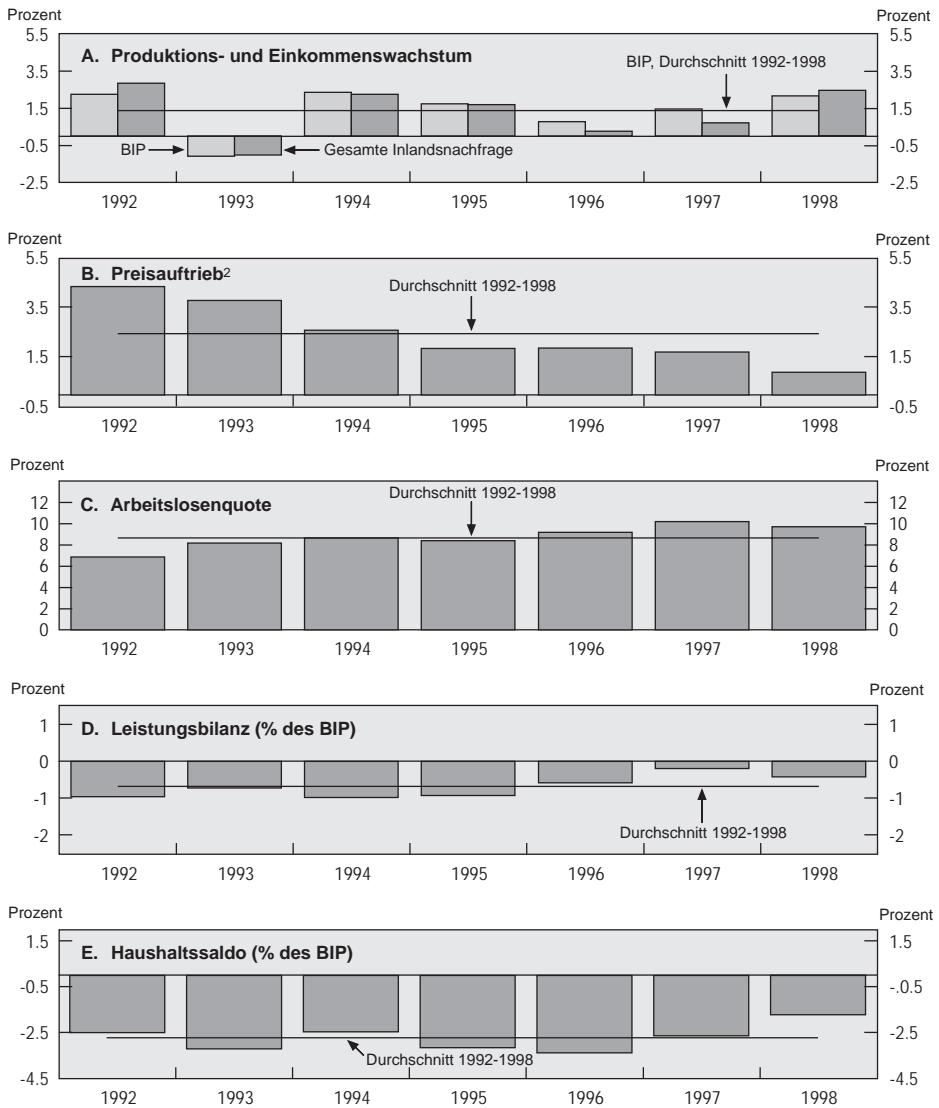 Prozent Prozent
5.5 5.5
A. Produktions- und Einkommenswachstum
BIP, Durchschnitt 1992-1998
3.5 3.5
1.5 1.5
-0.5 BIP Gesamte Inlandsnachfrage -0.5
-2.5 -2.5
1992 1993 1994 1995 1996 1997 1998
Prozent Prozent
5.5 5.5
B. Preisauftrieb2
Durchschnitt 1992-1998
3.5 3.5
1.5 1.5
-0.5 -0.5
1992 1993 1994 1995 1996 1997 1998
Prozent Prozent
Durchschnitt 1992-1998
12 C. Arbeitslosenquote 12
10 10
8 8
6 6
4 4
2 2
0 0
1992 1993 1994 1995 1996 1997 1998
Prozent Prozent
1 D. Leistungsbilanz (% des BIP) 1
0 0
-1 -1
-2 Durchschnitt 1992-1998 -2
1992 1993 1994 1995 1996 1997 1998
Prozent Prozent
1.5 1.5
E. Haushaltssaldo (% des BIP)
-0.5 -.0.5
-2.5 -2.5
Durchschnitt 1992-1998
-4.5 -4.5
1992 1993 1994 1995 1996 1997 1998